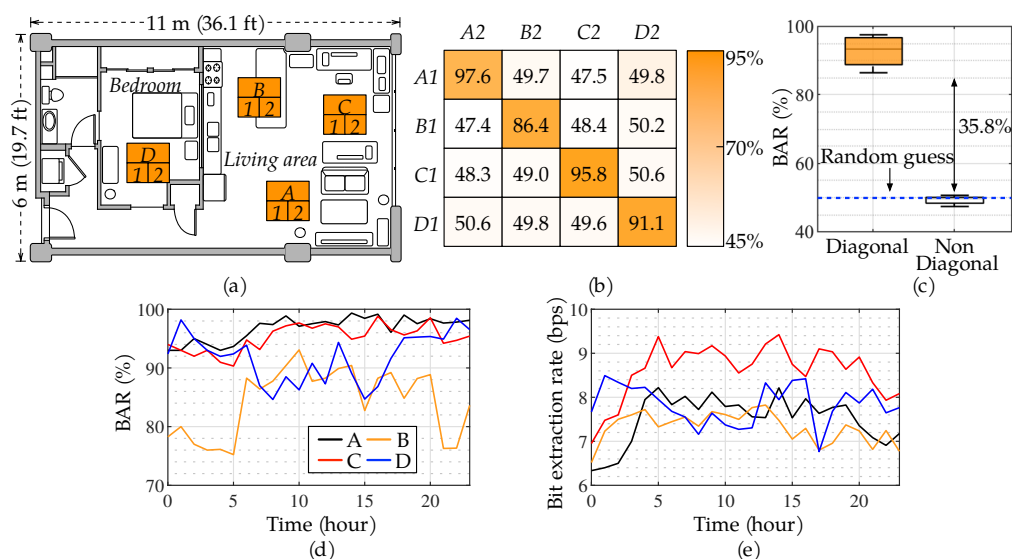 11 m (36.1 ft)
6 m (19.7 ft)
Bedroom
Living area
A
1 2
B
1 2
C
1 2
D
1 2
(a)
A2 B2 C2 D2
A1 97.6 49.7 47.5 49.8
B1 47.4 86.4 48.4 50.2
C1 48.3 49.0 95.8 50.6
D1 50.6 49.8 49.6 91.1
95%
70%
45%
(b)
BAR (%)
100
80
60
40
35.8%
Random guess
Diagonal
Non
Diagonal
(c)
BAR (%)
100
90
80
70
A B
C D
0 5 10 15 20
Time (hour)
(d)
Bit extraction rate (bps)
10
9
8
7
6
0 5 10 15 20
Time (hour)
(e)